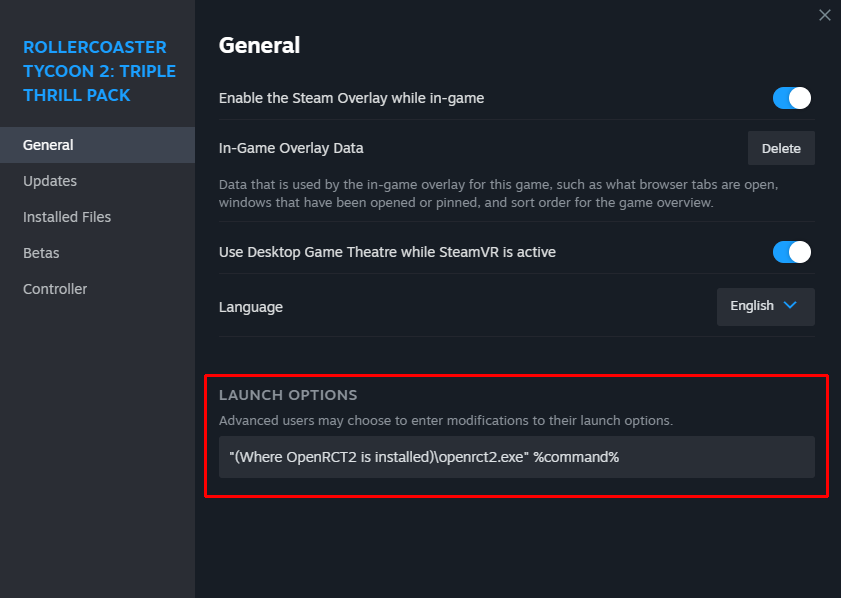 ROLLERCOASTER
TYCOON 2: TRIPLE
THRILL PACK
General
Updates
Installed Files
Betas
Controller
General
Enable the Steam Overlay while in-game
In-Game Overlay Data
Delete
Data that is used by the in-game overlay for this game, such as what browser tabs are open,
windows that have been opened or pinned, and sort order for the game overview.
Use Desktop Game Theatre while SteamVR is active
Language
English
LAUNCH OPTIONS
Advanced users may choose to enter modifications to their launch options.
"(Where OpenRCT2 is installed)\openrct2.exe" %command%